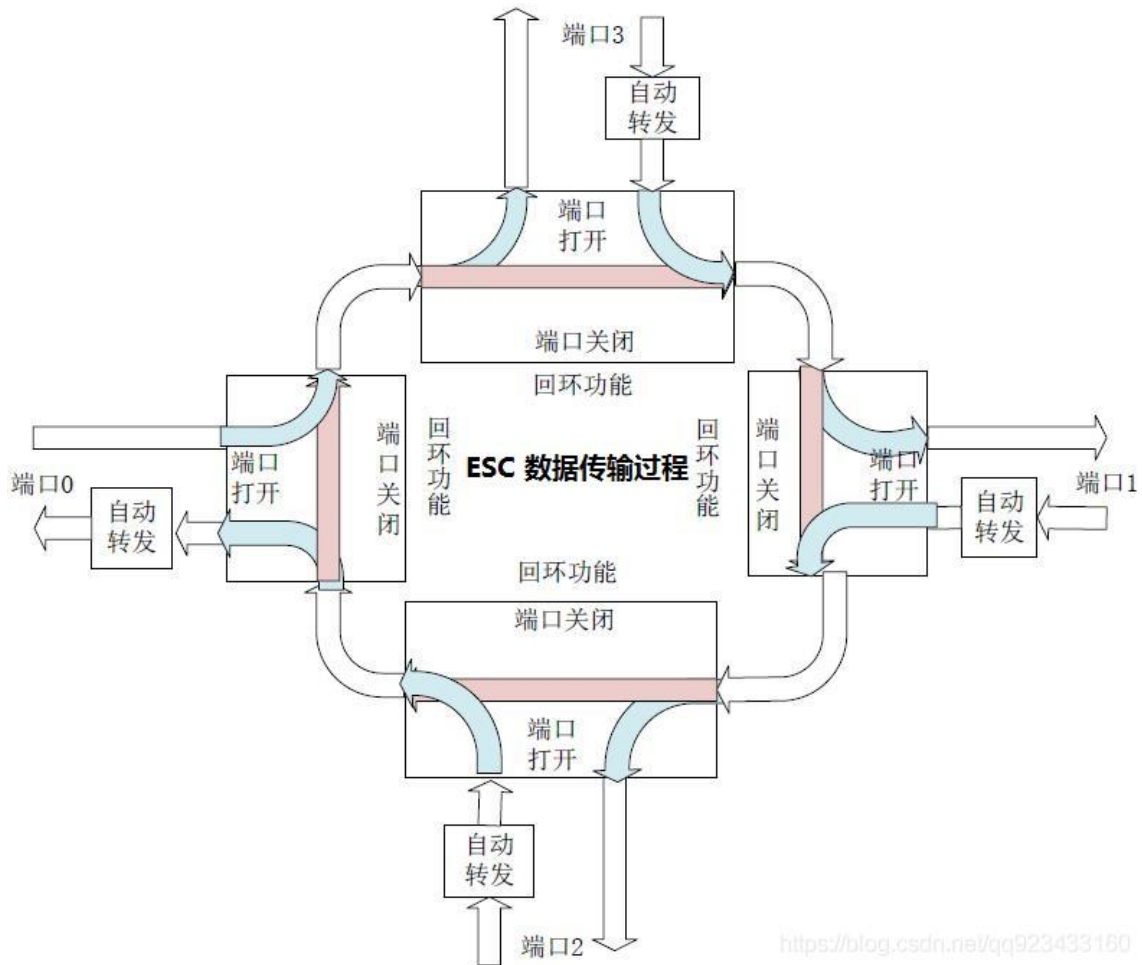 端口3
自动
转发
端口
打开
端口关闭
回环功能
端口
打开
端口关闭
回环功能
ESC 数据传输过程
回环功能
端口关闭
端口
打开
端口0
自动
转发
端口1
自动
转发
回环功能
端口关闭
端口
打开
自动
转发
端口2
https://blog.csdn.net/qq923433160